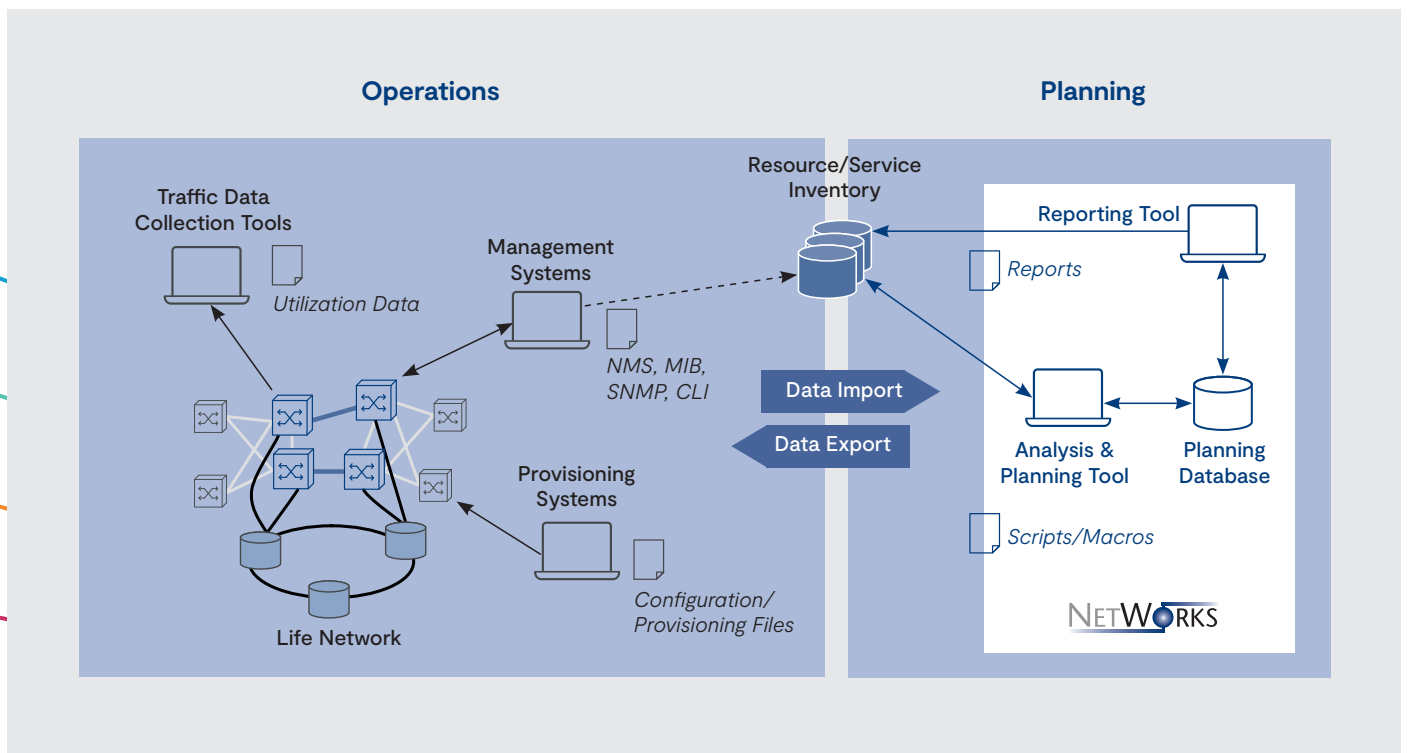 Operations
Planning
Resource/Service
Inventory
Traffic Data
Collection Tools
Utilization Data
Management
Systems
NMS, MIB,
SNMP, CLI
Reporting Tool
Reports
Data Import
Data Export
Analysis &
Planning Tool
Planning
Database
Provisioning
Systems
Configuration/
Provisioning Files
Scripts/Macros
Life Network
NETWORKS